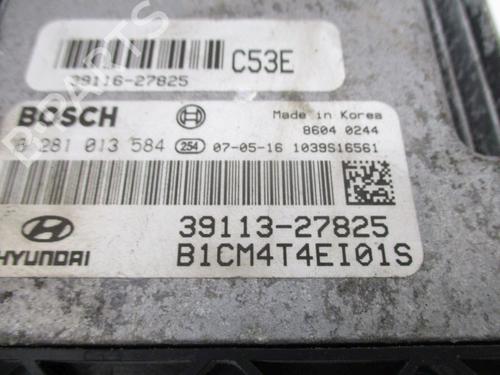 C53E
39116-27825
BOSCH
Made in Korea
8604 0244
0 281 013 584 254 07-05-16 1039S16561
39113-27825
HYUNDAI
B1CM4T4EI01S
B PARTS